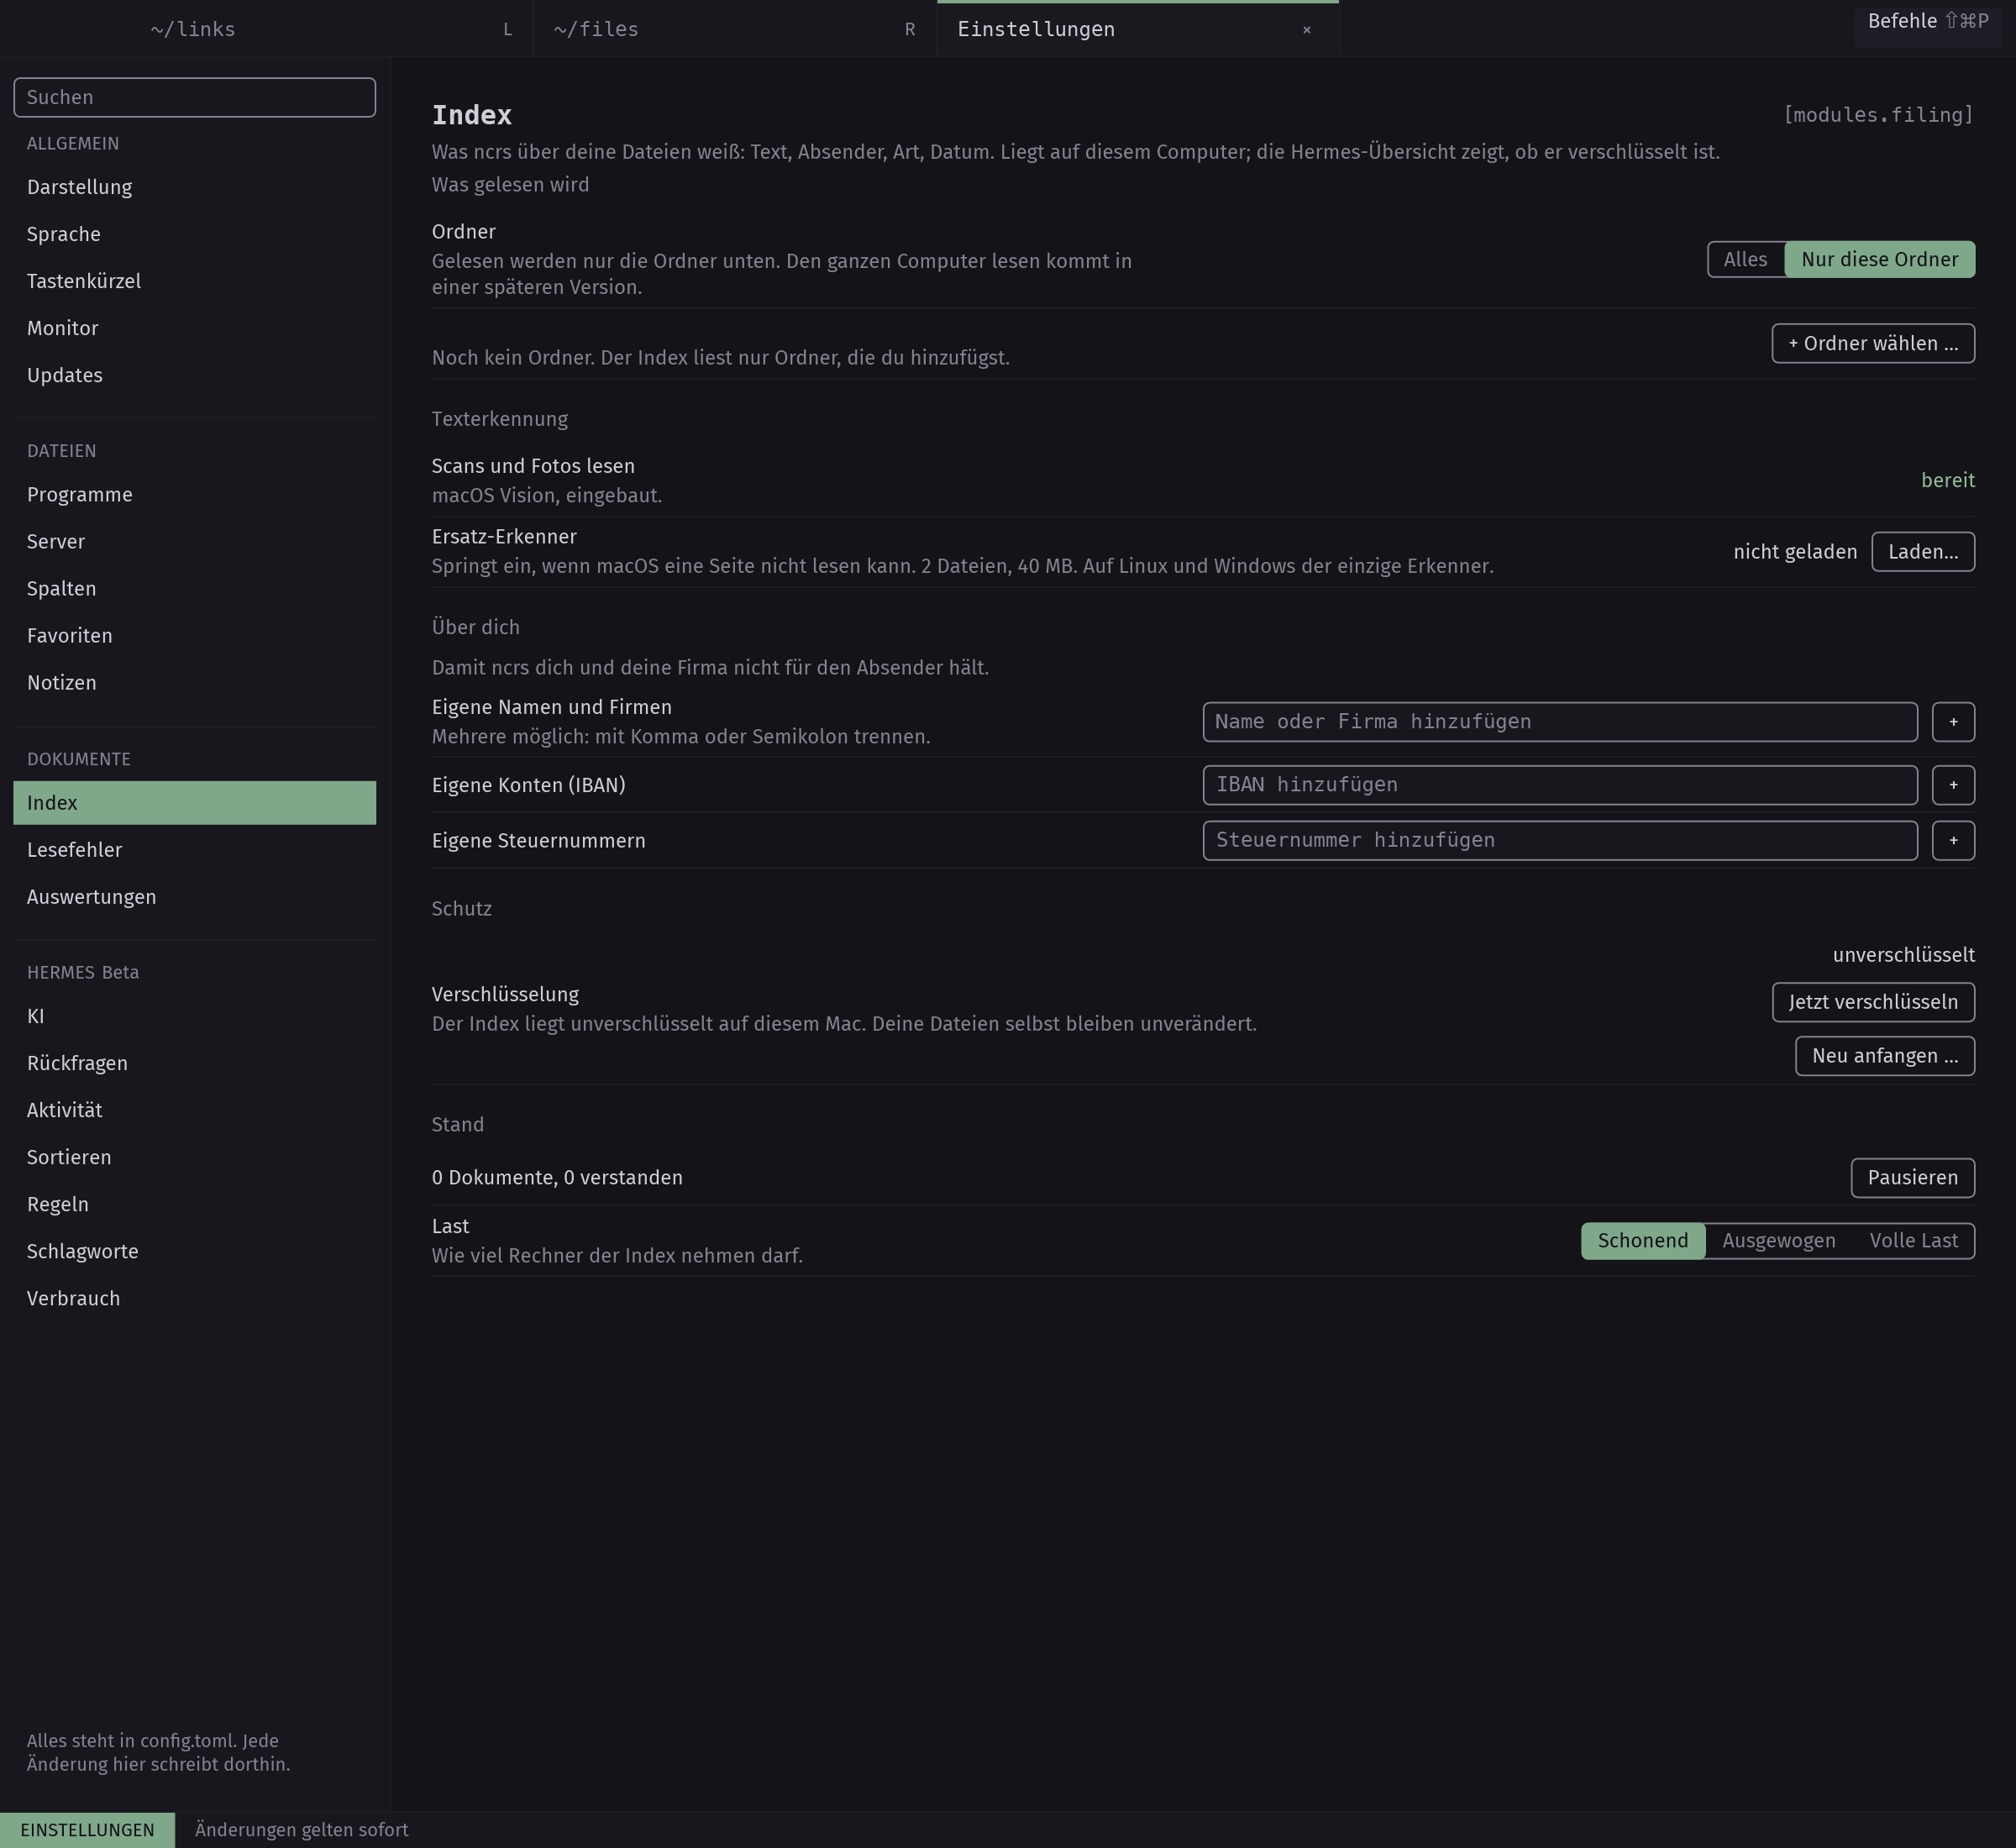 ~/links L ~/files R Einstellungen × Befehle ⇧⌘P
Suchen
ALLGEMEIN
Darstellung
Sprache
Tastenkürzel
Monitor
Updates
DATEIEN
Programme
Server
Spalten
Favoriten
Notizen
DOKUMENTE
Index
Lesefehler
Auswertungen
HERMES Beta
KI
Rückfragen
Aktivität
Sortieren
Regeln
Schlagworte
Verbrauch
Alles steht in config.toml. Jede
Änderung hier schreibt dorthin.
Index [modules.filing]
Was ncrs über deine Dateien weiß: Text, Absender, Art, Datum. Liegt auf diesem Computer; die Hermes-Übersicht zeigt, ob er verschlüsselt ist.
Was gelesen wird
Ordner
Gelesen werden nur die Ordner unten. Den ganzen Computer lesen kommt in
einer späteren Version.
Alles Nur diese Ordner
Noch kein Ordner. Der Index liest nur Ordner, die du hinzufügst.
+ Ordner wählen ...
Texterkennung
Scans und Fotos lesen
macOS Vision, eingebaut.
bereit
Ersatz-Erkenner
Springt ein, wenn macOS eine Seite nicht lesen kann. 2 Dateien, 40 MB. Auf Linux und Windows der einzige Erkenner.
nicht geladen Laden...
Über dich
Damit ncrs dich und deine Firma nicht für den Absender hält.
Eigene Namen und Firmen
Mehrere möglich: mit Komma oder Semikolon trennen.
Name oder Firma hinzufügen +
Eigene Konten (IBAN) IBAN hinzufügen +
Eigene Steuernummern Steuernummer hinzufügen +
Schutz
unverschlüsselt
Verschlüsselung
Der Index liegt unverschlüsselt auf diesem Mac. Deine Dateien selbst bleiben unverändert.
Jetzt verschlüsseln
Neu anfangen ...
Stand
0 Dokumente, 0 verstanden Pausieren
Last
Wie viel Rechner der Index nehmen darf.
Schonend Ausgewogen Volle Last
EINSTELLUNGEN Änderungen gelten sofort